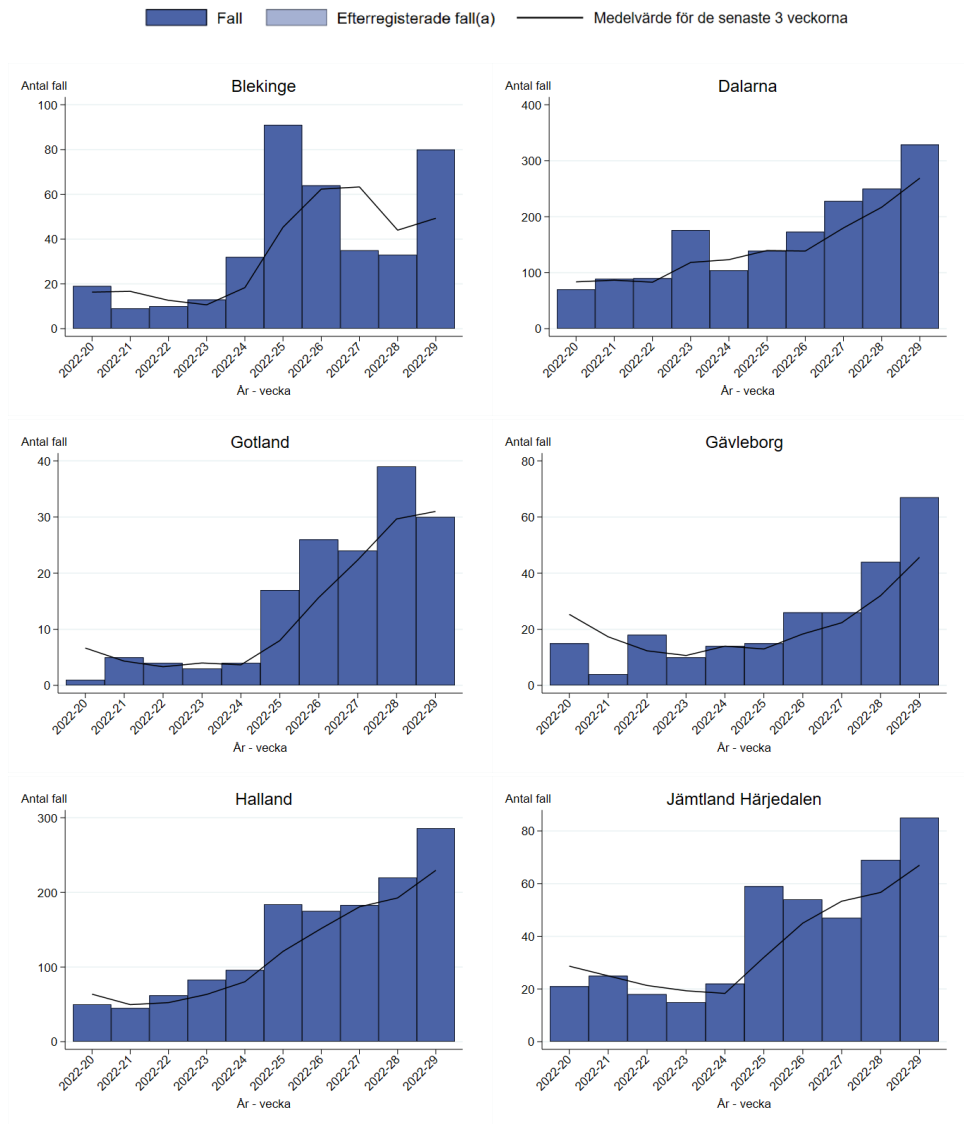 Fall Efterregisterade fall(a) Medelvärde för de senaste 3 veckorna
Blekinge
Antal fall
100
80
60
40
20
0
2022-20 2022-21 2022-22 2022-23 2022-24 2022-25 2022-26 2022-27 2022-28 2022-29
År - vecka
Dalarna
Antal fall
400
300
200
100
0
2022-20 2022-21 2022-22 2022-23 2022-24 2022-25 2022-26 2022-27 2022-28 2022-29
År - vecka
Gotland
Antal fall
40
30
20
10
0
2022-20 2022-21 2022-22 2022-23 2022-24 2022-25 2022-26 2022-27 2022-28 2022-29
År - vecka
Gävleborg
Antal fall
80
60
40
20
0
2022-20 2022-21 2022-22 2022-23 2022-24 2022-25 2022-26 2022-27 2022-28 2022-29
År - vecka
Halland
Antal fall
300
200
100
0
2022-20 2022-21 2022-22 2022-23 2022-24 2022-25 2022-26 2022-27 2022-28 2022-29
År - vecka
Jämtland Härjedalen
Antal fall
80
60
40
20
0
2022-20 2022-21 2022-22 2022-23 2022-24 2022-25 2022-26 2022-27 2022-28 2022-29
År - vecka